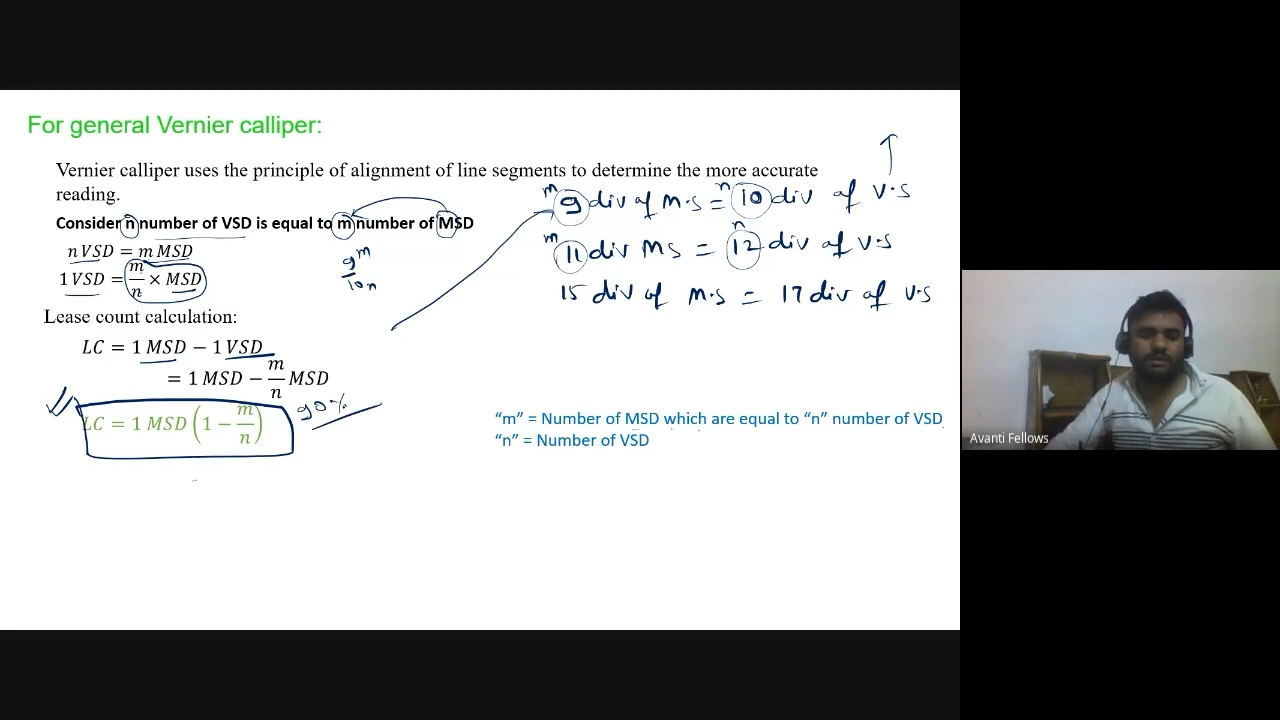 For general Vernier calliper:
Vernier calliper uses the principle of alignment of line segments to determine the more accurate
reading.
m 9 div of M.S = n 10 div of V.S
Consider n number of VSD is equal to m number of MSD
n VSD = m MSD
m 11 div MS = n 12 div of V.S
1 VSD = m/n × MSD
9 m / 10 n
15 div of M.S = 17 div of V.S
Lease count calculation:
LC = 1 MSD − 1 VSD
= 1 MSD − m/n MSD
LC = 1 MSD (1 − m/n)
90%
"m" = Number of MSD which are equal to "n" number of VSD
"n" = Number of VSD
Avanti Fellows